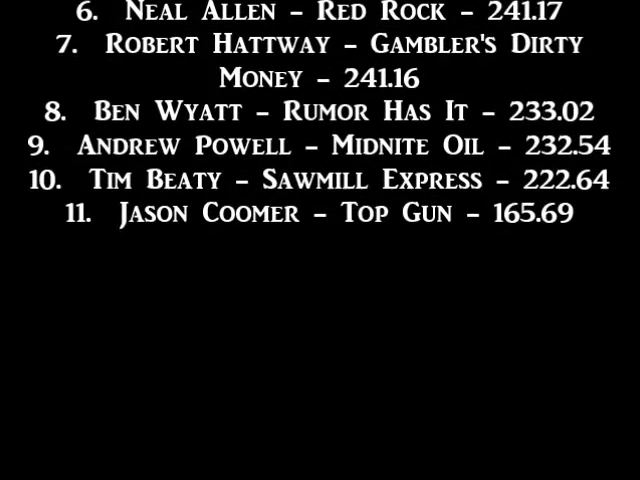 6. Neal Allen – Red Rock – 241.17
7. Robert Hattway – Gambler's Dirty
Money – 241.16
8. Ben Wyatt – Rumor Has It – 233.02
9. Andrew Powell – Midnite Oil – 232.54
10. Tim Beaty – Sawmill Express – 222.64
11. Jason Coomer – Top Gun – 165.69